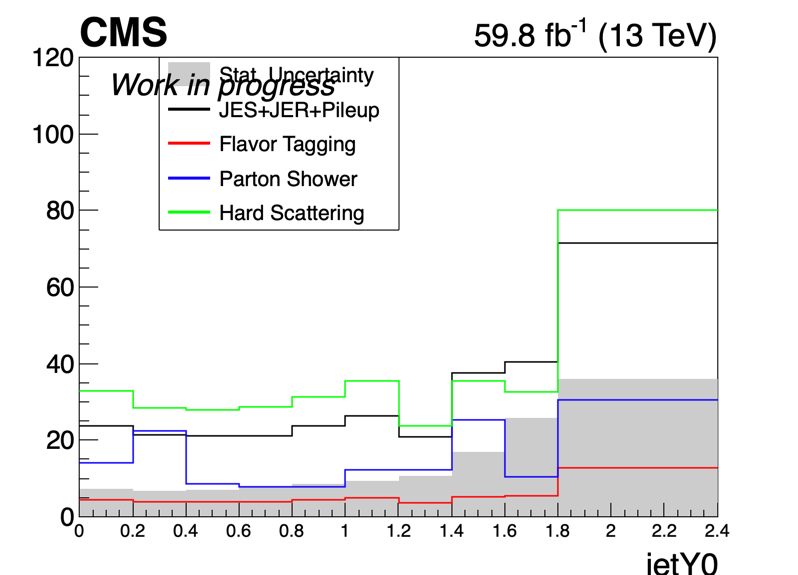 CMS
59.8 fb-1 (13 TeV)
Work in progress
Stat. Uncertainty
JES+JER+Pileup
Flavor Tagging
Parton Shower
Hard Scattering
120
100
80
60
40
20
0
0 0.2 0.4 0.6 0.8 1 1.2 1.4 1.6 1.8 2 2.2 2.4
jetY0